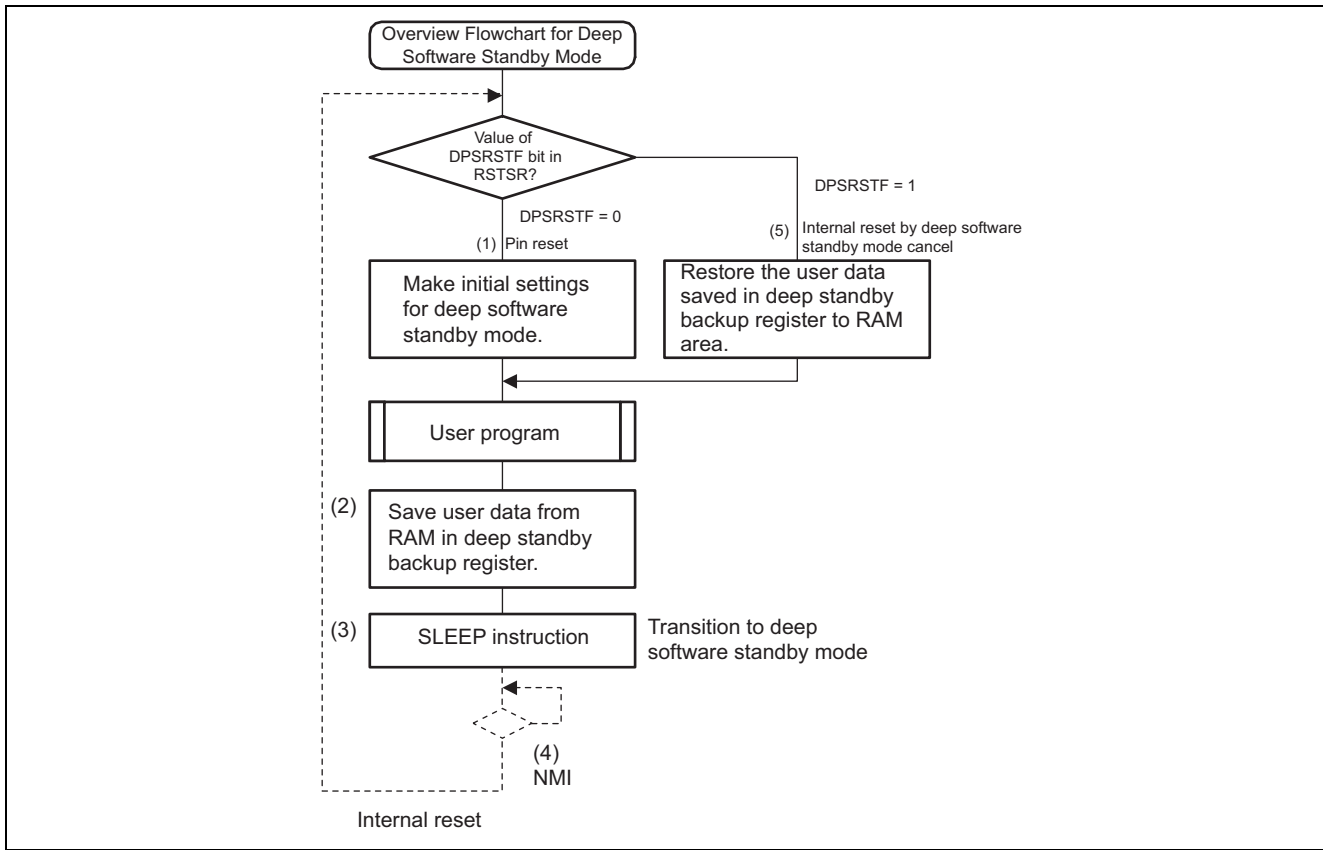 Overview Flowchart for Deep
Software Standby Mode
Value of
DPSRSTF bit in
RSTSR?
DPSRSTF = 1
DPSRSTF = 0
(1) Pin reset
(5) Internal reset by deep software
standby mode cancel
Make initial settings
for deep software
standby mode.
Restore the user data
saved in deep standby
backup register to RAM
area.
User program
(2)
Save user data from
RAM in deep standby
backup register.
(3)
SLEEP instruction
Transition to deep
software standby mode
(4)
NMI
Internal reset